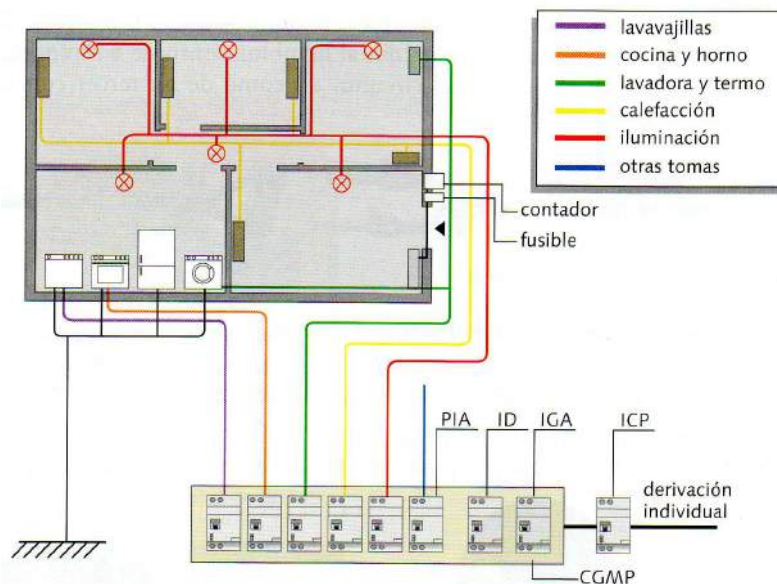 lavavajillas
cocina y horno
lavadora y termo
calefacción
iluminación
otras tomas
contador
fusible
PIA
ID
IGA
ICP
derivación
individual
CGMP